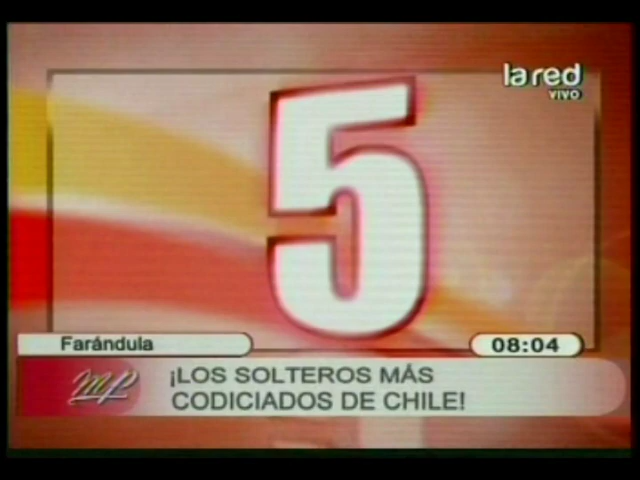 5
la red
VIVO
Farándula
08:04
MP
¡LOS SOLTEROS MÁS
CODICIADOS DE CHILE!